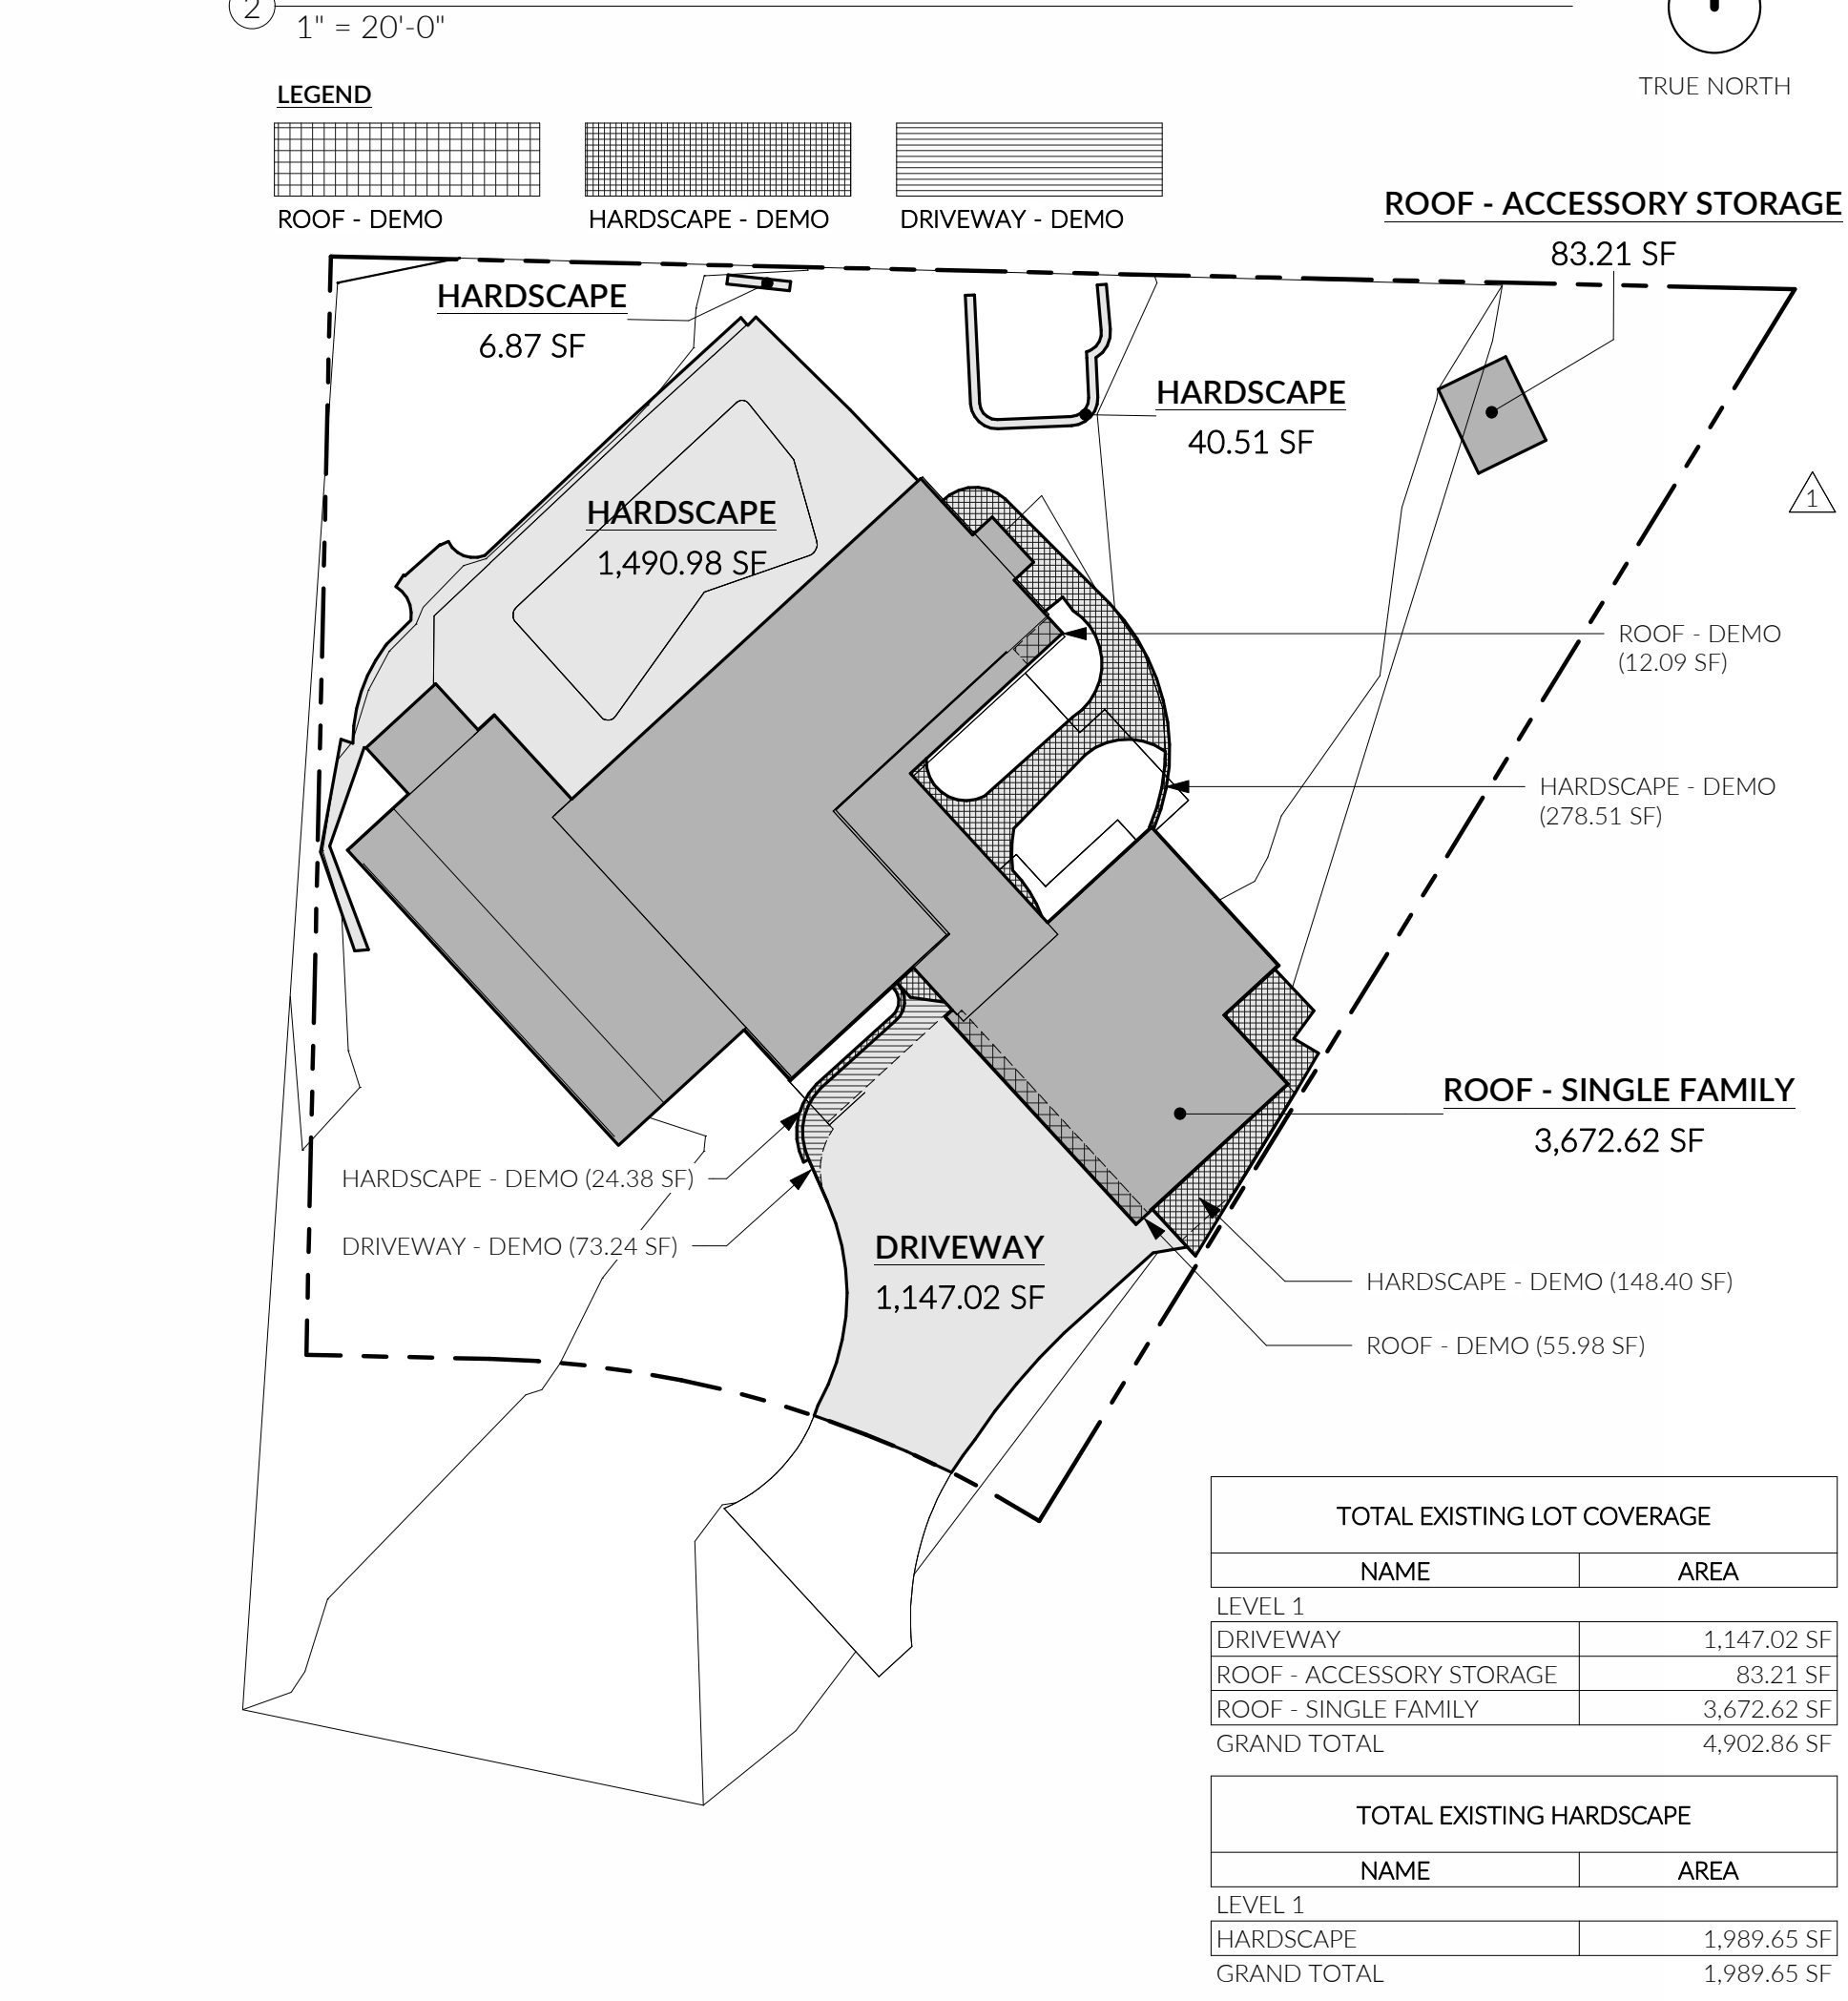 2
1" = 20'-0"
TRUE NORTH
LEGEND
ROOF - DEMO
HARDSCAPE - DEMO
DRIVEWAY - DEMO
ROOF - ACCESSORY STORAGE
83.21 SF
HARDSCAPE
6.87 SF
HARDSCAPE
40.51 SF
HARDSCAPE
1,490.98 SF
1
ROOF - DEMO
(12.09 SF)
HARDSCAPE - DEMO
(278.51 SF)
ROOF - SINGLE FAMILY
3,672.62 SF
HARDSCAPE - DEMO (24.38 SF)
DRIVEWAY - DEMO (73.24 SF)
DRIVEWAY
1,147.02 SF
HARDSCAPE - DEMO (148.40 SF)
ROOF - DEMO (55.98 SF)
TOTAL EXISTING LOT COVERAGE
NAME AREA
LEVEL 1
DRIVEWAY 1,147.02 SF
ROOF - ACCESSORY STORAGE 83.21 SF
ROOF - SINGLE FAMILY 3,672.62 SF
GRAND TOTAL 4,902.86 SF
TOTAL EXISTING HARDSCAPE
NAME AREA
LEVEL 1
HARDSCAPE 1,989.65 SF
GRAND TOTAL 1,989.65 SF